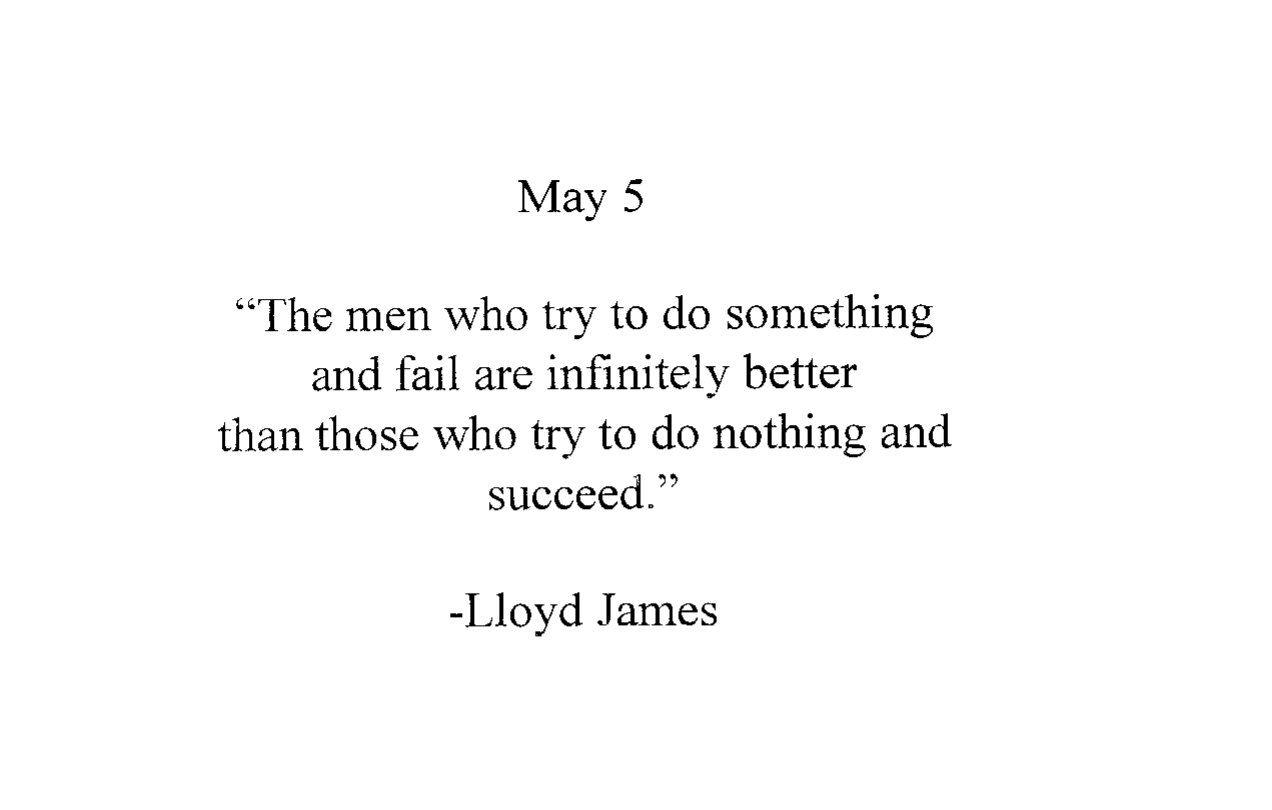 May 5
“The men who try to do something
and fail are infinitely better
than those who try to do nothing and
succeed.”
-Lloyd James